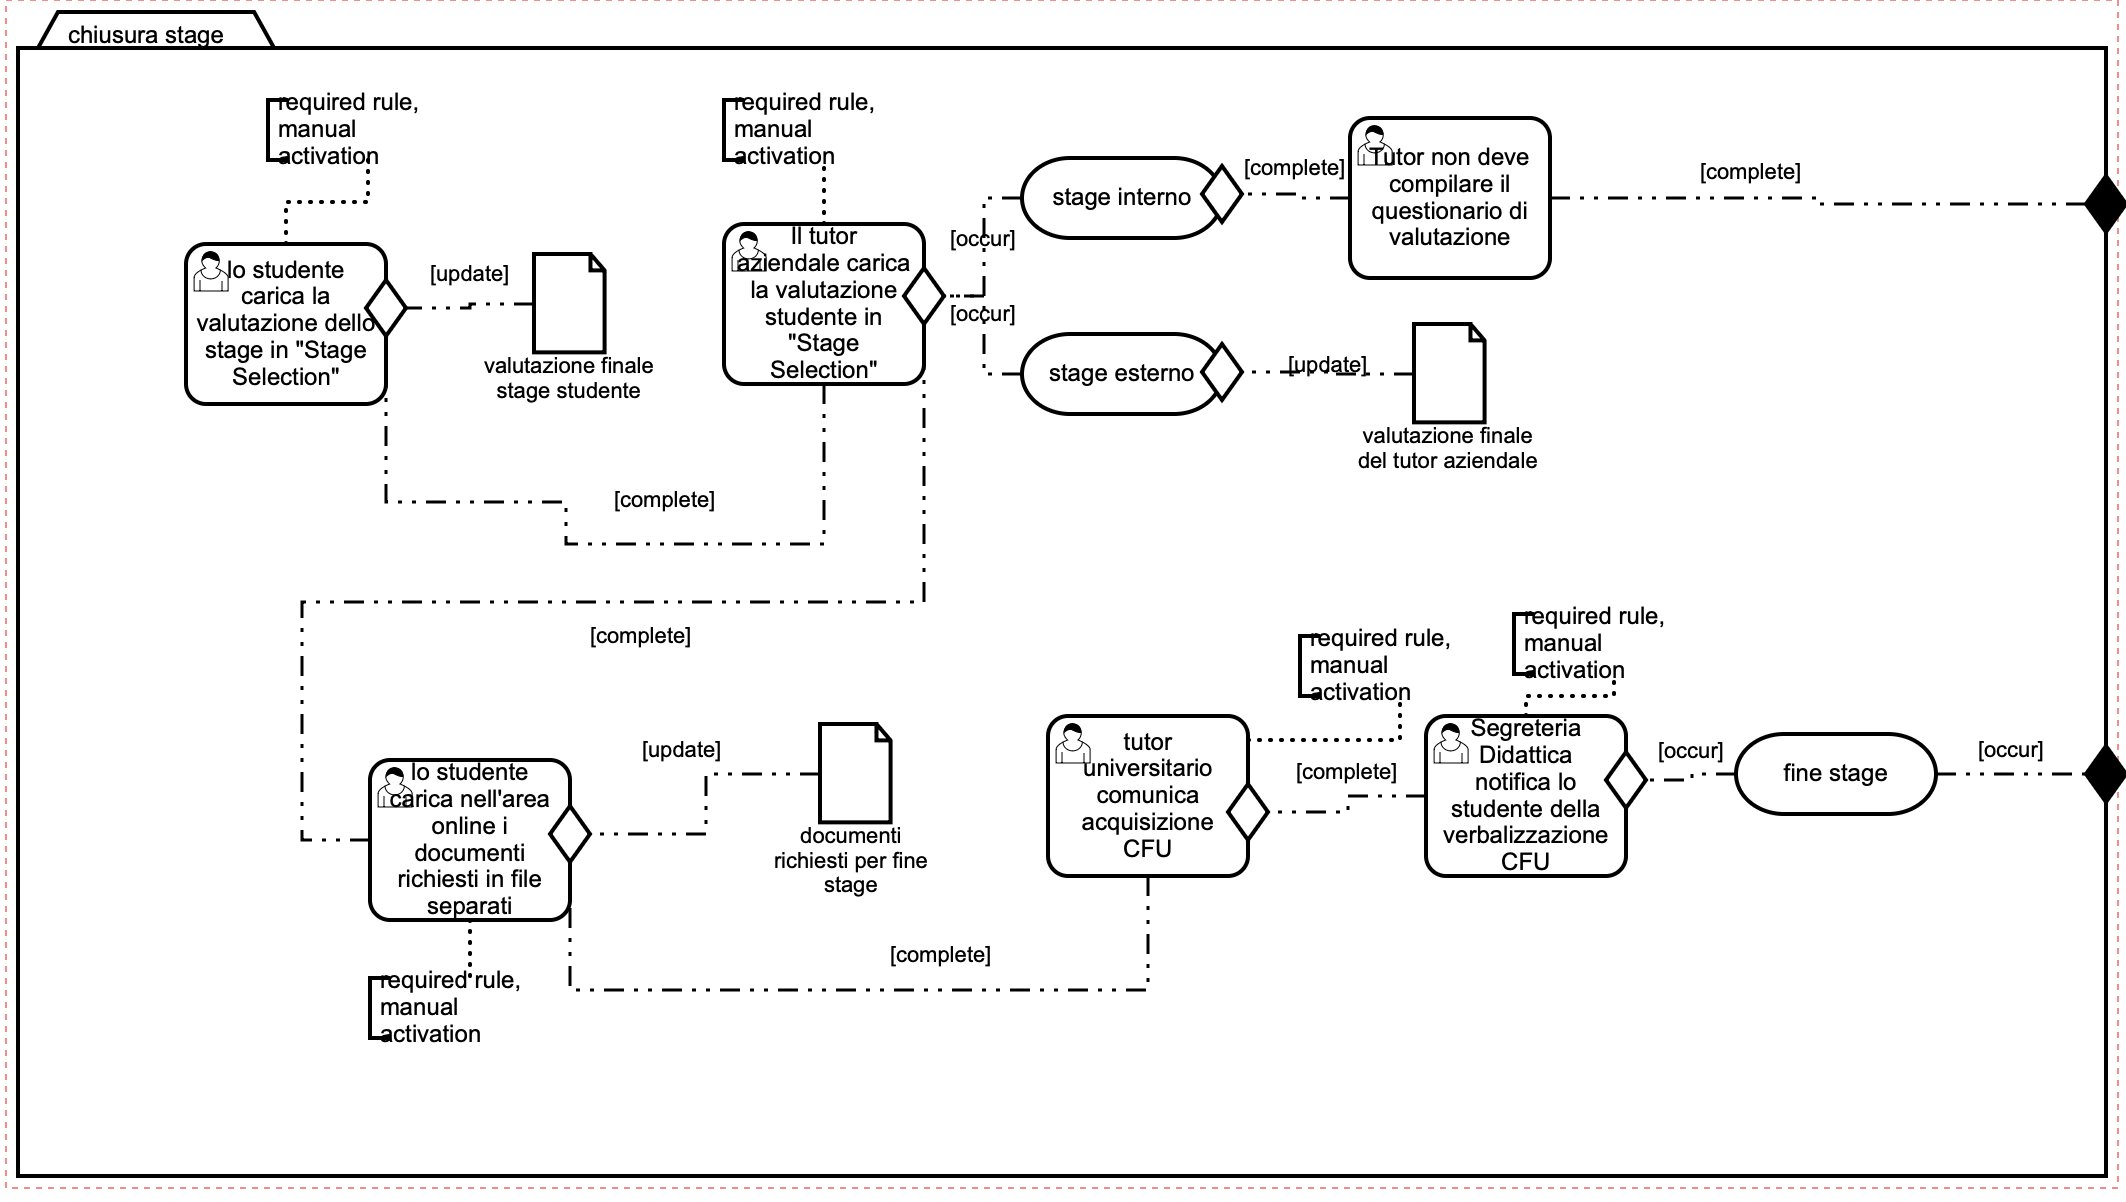 chiusura stage
required rule,
manual
activation
required rule,
manual
activation
[complete]
Tutor non deve
compilare il
questionario di
valutazione
[complete]
stage interno
[occur]
Il tutor
aziendale carica
la valutazione
studente in
"Stage
Selection"
lo studente
carica la
valutazione dello
stage in "Stage
Selection"
[update]
valutazione finale
stage studente
[occur]
stage esterno
[update]
valutazione finale
del tutor aziendale
[complete]
[complete]
required rule,
manual
activation
required rule,
manual
activation
lo studente
carica nell'area
online i
documenti
richiesti in file
separati
[update]
documenti
richiesti per fine
stage
tutor
universitario
comunica
acquisizione
CFU
[complete]
Segreteria
Didattica
notifica lo
studente della
verbalizzazione
CFU
[occur]
fine stage
[occur]
[complete]
required rule,
manual
activation